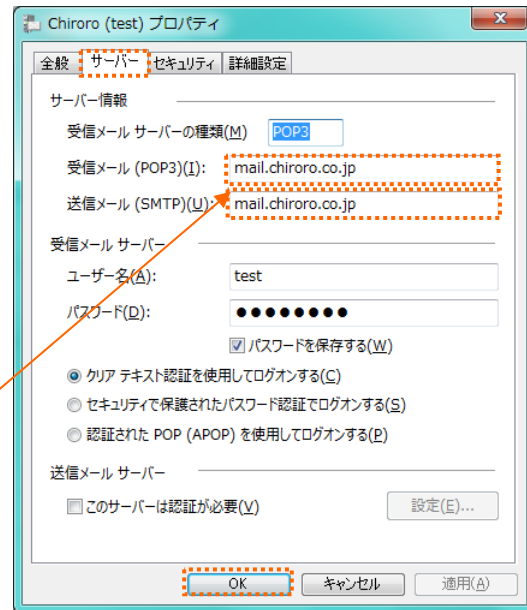 Chiroro (test) プロパティ
全般 サーバー セキュリティ 詳細設定
サーバー情報
受信メール サーバーの種類(M) POP3
受信メール (POP3)(I): mail.chiroro.co.jp
送信メール (SMTP)(U): mail.chiroro.co.jp
受信メール サーバー
ユーザー名(A): test
パスワード(D): ●●●●●●●●
パスワードを保存する(W)
クリア テキスト認証を使用してログオンする(C)
セキュリティで保護されたパスワード認証でログオンする(S)
認証された POP (APOP) を使用してログオンする(P)
送信メール サーバー
このサーバーは認証が必要(V) 設定(E)...
OK キャンセル 適用(A)